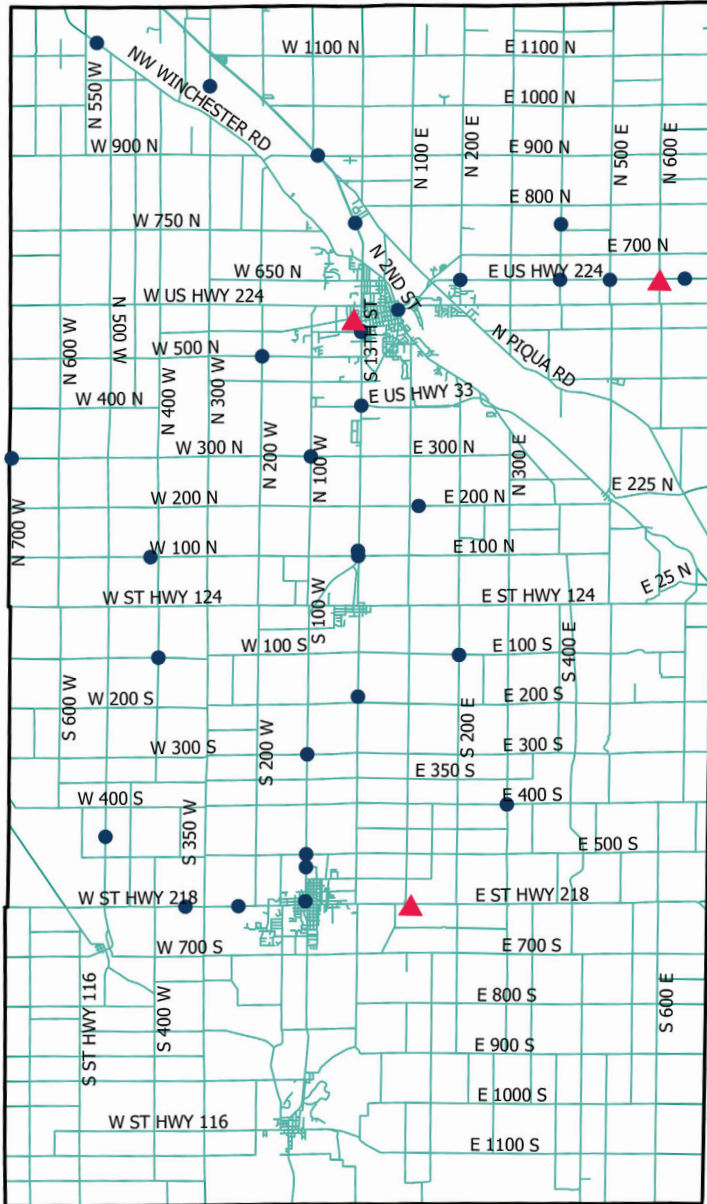 W 1100 N
E 1100 N
NW WINCHESTER RD
N 550 W
E 1000 N
W 900 N
E 900 N
N 100 E
N 200 E
N 500 E
N 600 E
E 800 N
W 750 N
E 700 N
N 2ND ST
W 650 N
E US HWY 224
W US HWY 224
S 13TH ST
N 600 W
N 500 W
W 500 N
N PIQUA RD
N 400 W
N 300 W
W 400 N
E US HWY 33
W 300 N
E 300 N
N 200 W
N 100 W
N 300 E
W 200 N
E 200 N
E 225 N
N 700 W
W 100 N
E 100 N
E 25 N
W ST HWY 124
E ST HWY 124
S 100 W
W 100 S
E 100 S
S 400 E
S 600 W
W 200 S
E 200 S
S 200 W
S 200 E
W 300 S
E 300 S
E 350 S
W 400 S
E 400 S
S 350 W
E 500 S
W ST HWY 218
E ST HWY 218
W 700 S
E 700 S
S ST HWY 116
S 400 W
E 800 S
S 600 E
E 900 S
E 1000 S
W ST HWY 116
E 1100 S